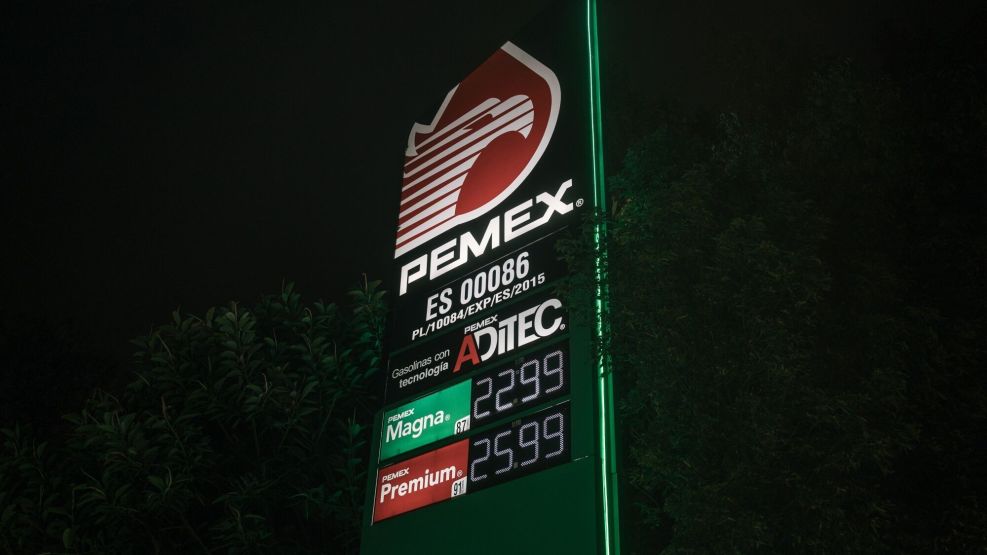 PEMEX®
ES 00086
PL/10084/EXP/ES/2015
Gasolinas con
tecnología
PEMEX
ADITEC®
PEMEX
Magna® 87
22.99
PEMEX
Premium® 91
25.99